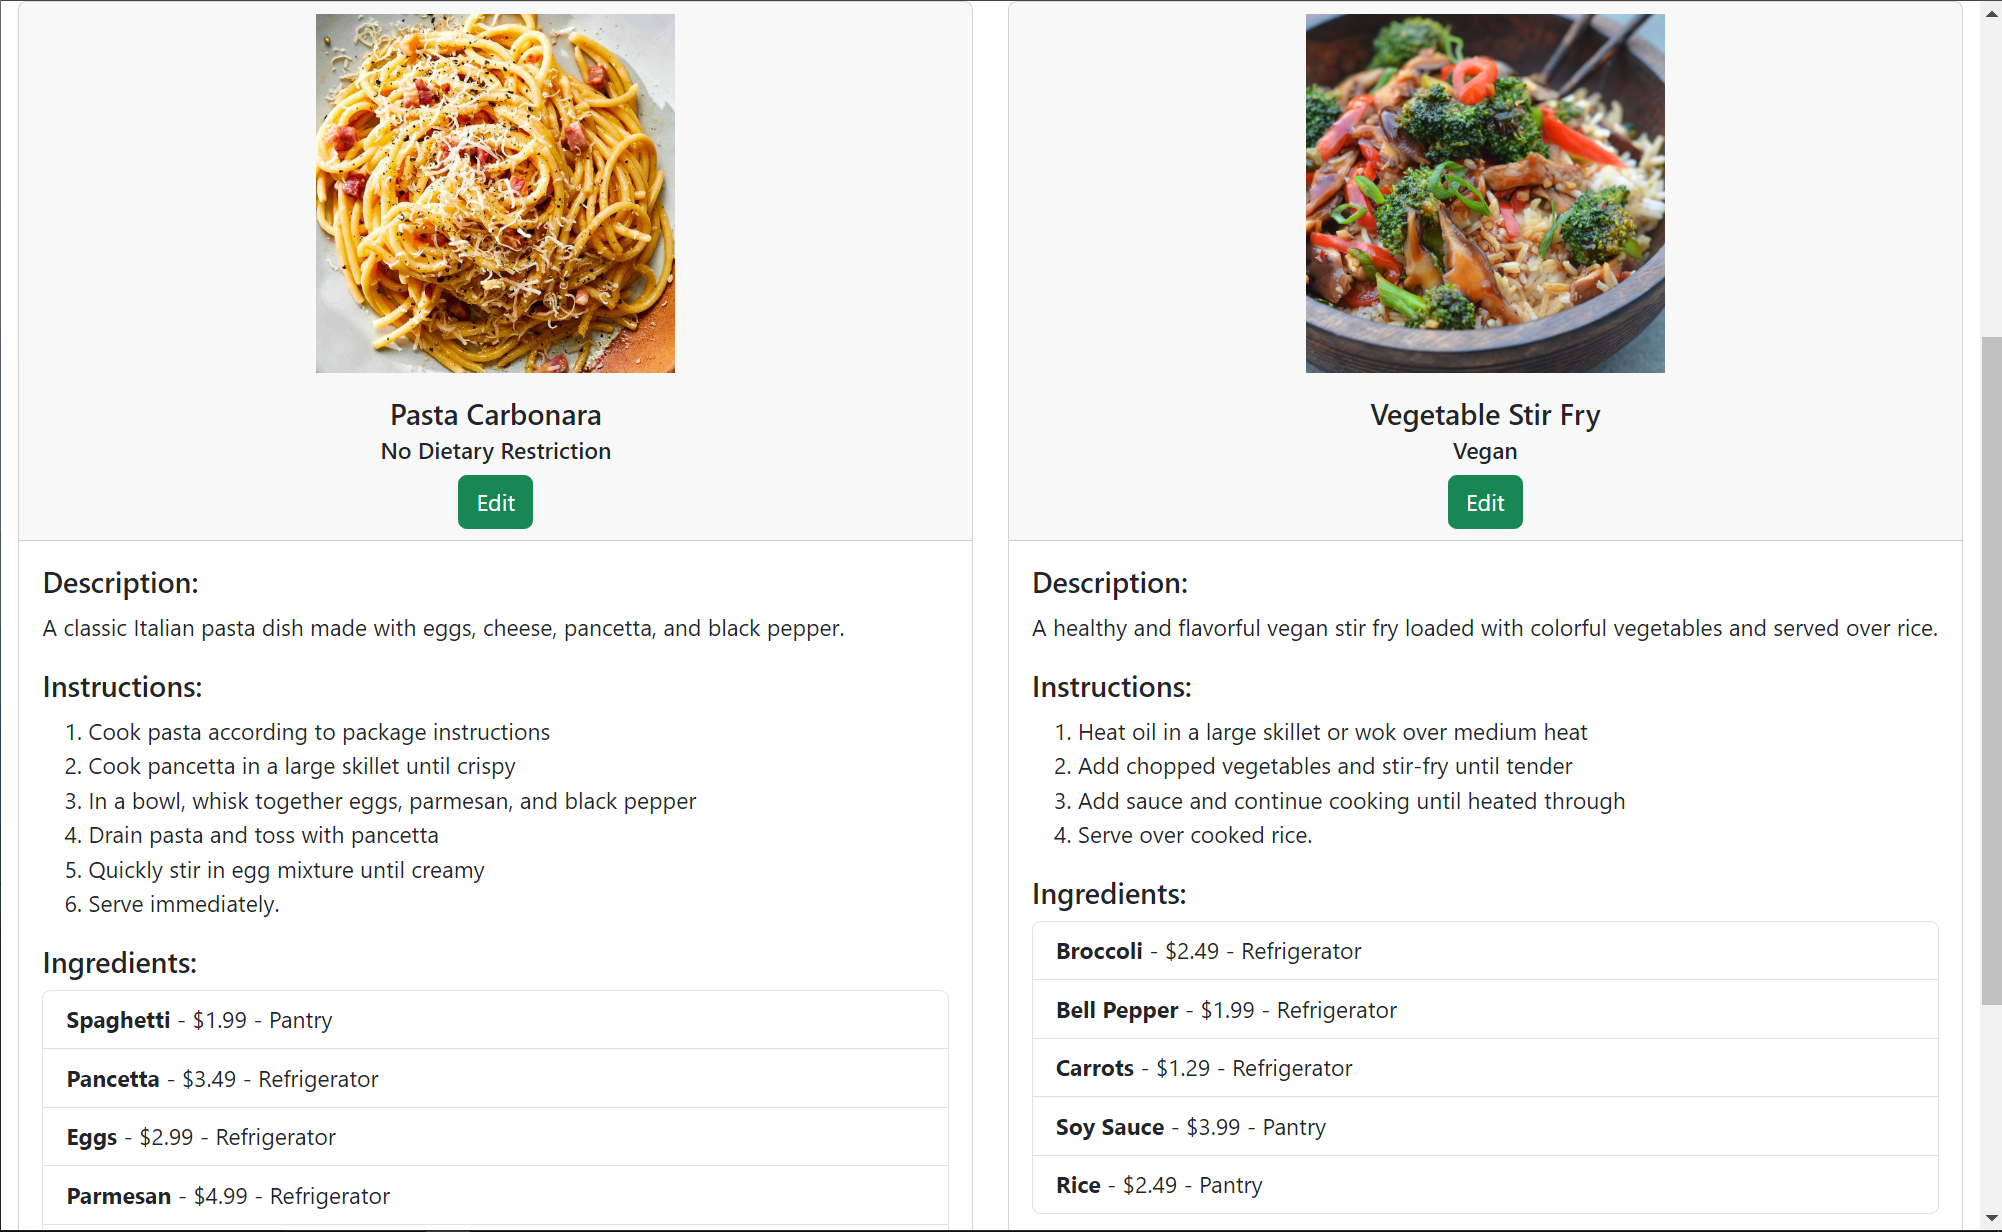 Pasta Carbonara
No Dietary Restriction
Edit
Description:
A classic Italian pasta dish made with eggs, cheese, pancetta, and black pepper.
Instructions:
1. Cook pasta according to package instructions
2. Cook pancetta in a large skillet until crispy
3. In a bowl, whisk together eggs, parmesan, and black pepper
4. Drain pasta and toss with pancetta
5. Quickly stir in egg mixture until creamy
6. Serve immediately.
Ingredients:
Spaghetti - $1.99 - Pantry
Pancetta - $3.49 - Refrigerator
Eggs - $2.99 - Refrigerator
Parmesan - $4.99 - Refrigerator
Vegetable Stir Fry
Vegan
Edit
Description:
A healthy and flavorful vegan stir fry loaded with colorful vegetables and served over rice.
Instructions:
1. Heat oil in a large skillet or wok over medium heat
2. Add chopped vegetables and stir-fry until tender
3. Add sauce and continue cooking until heated through
4. Serve over cooked rice.
Ingredients:
Broccoli - $2.49 - Refrigerator
Bell Pepper - $1.99 - Refrigerator
Carrots - $1.29 - Refrigerator
Soy Sauce - $3.99 - Pantry
Rice - $2.49 - Pantry